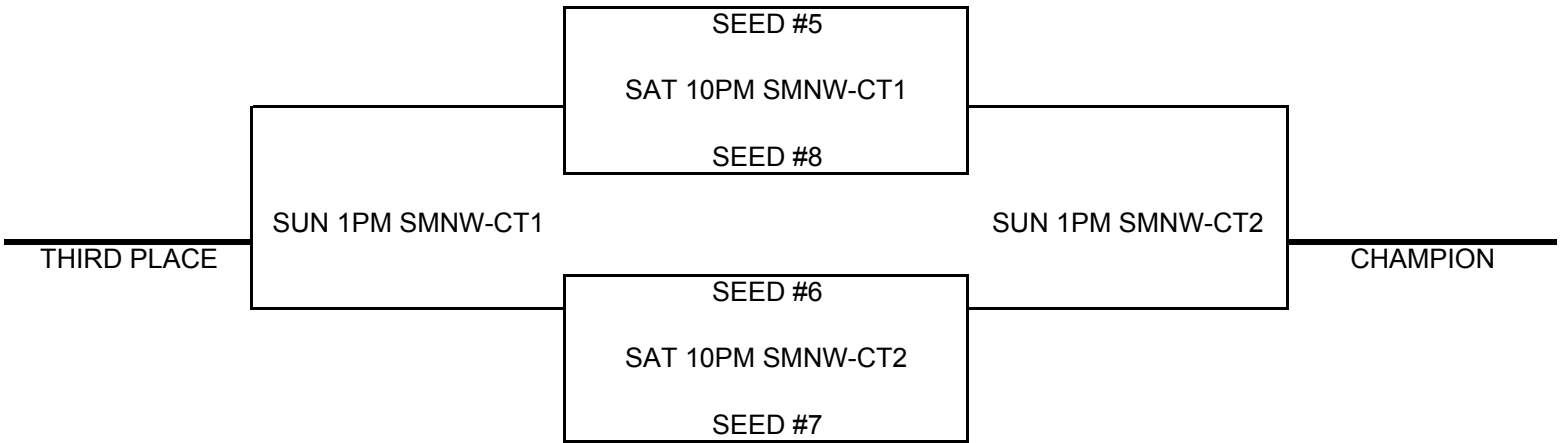 SEED #5
SAT 10PM SMNW-CT1
SEED #8
SUN 1PM SMNW-CT1
SUN 1PM SMNW-CT2
THIRD PLACE
CHAMPION
SEED #6
SAT 10PM SMNW-CT2
SEED #7